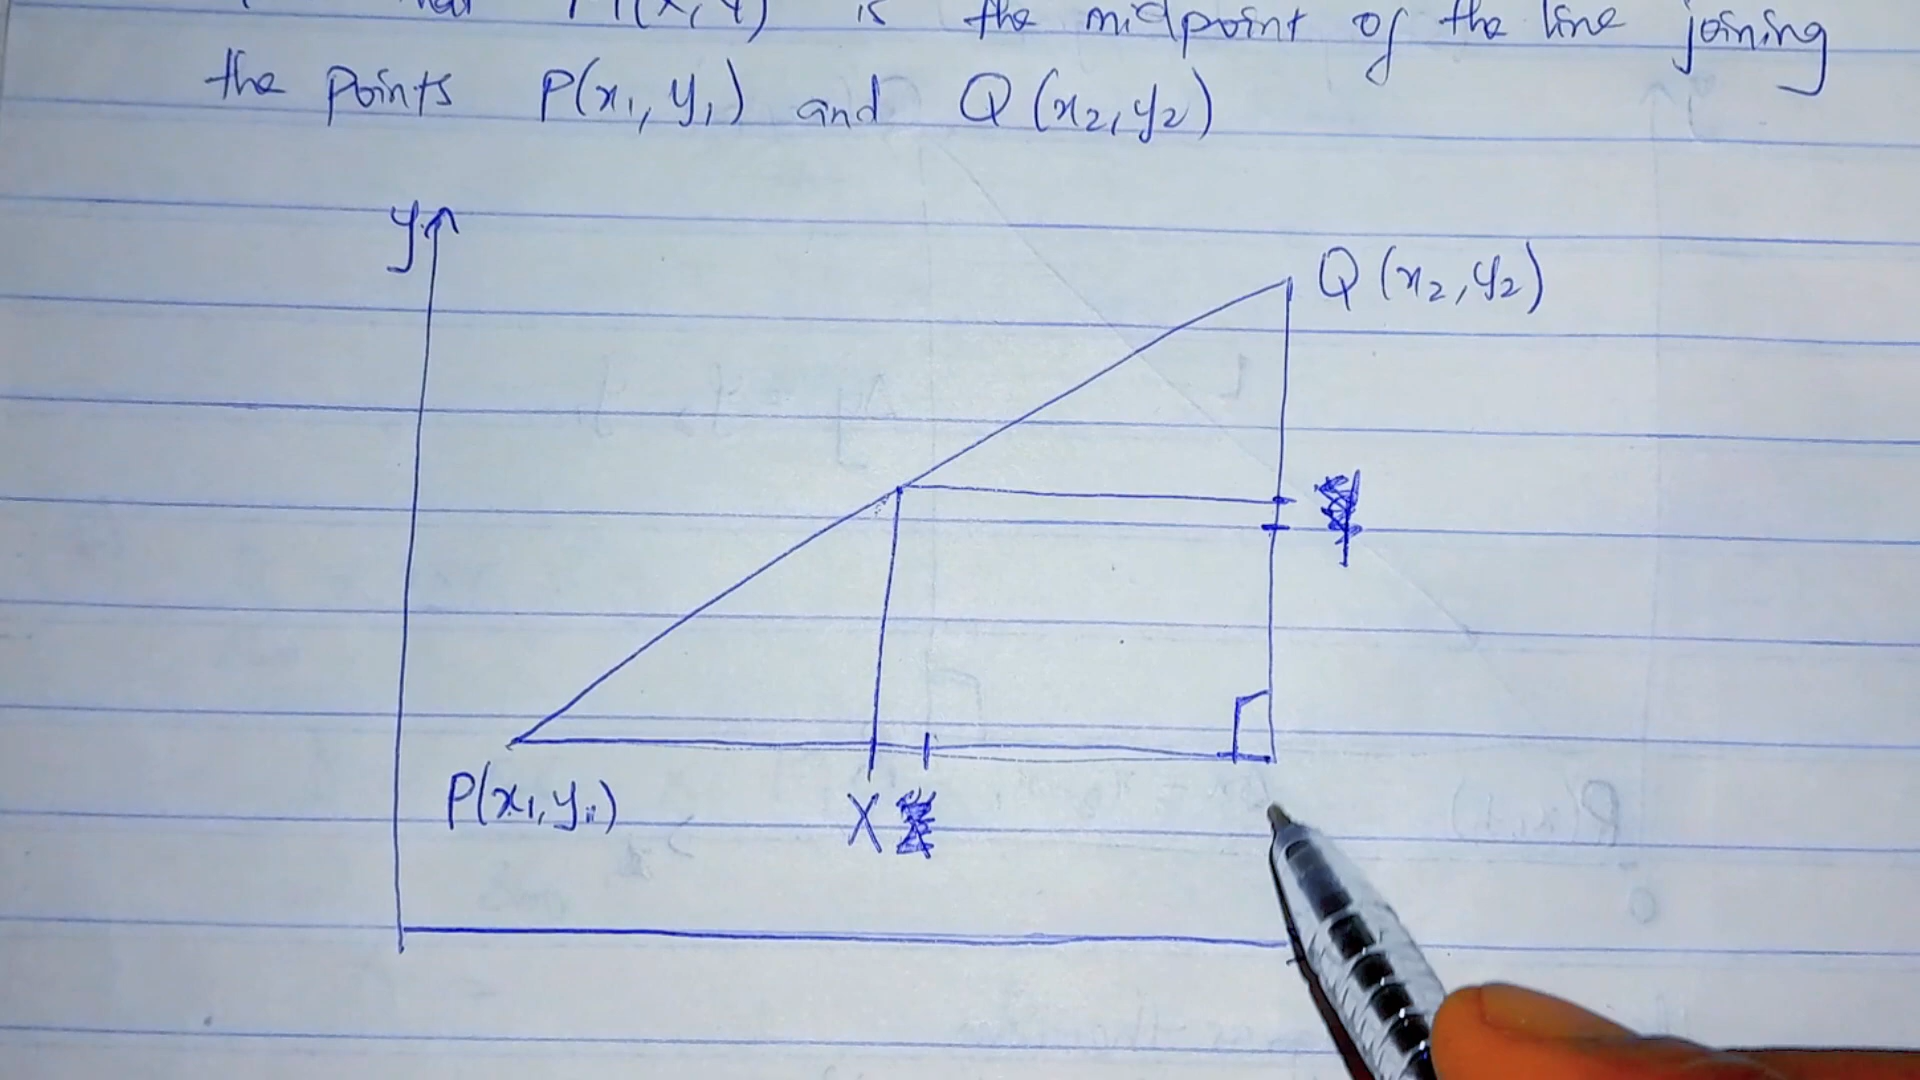 M(X, Y) is the midpoint of the line joining
the points P(x₁, y₁) and Q(x₂, y₂)
y
Q(x₂, y₂)
P(x₁, y₁)
X